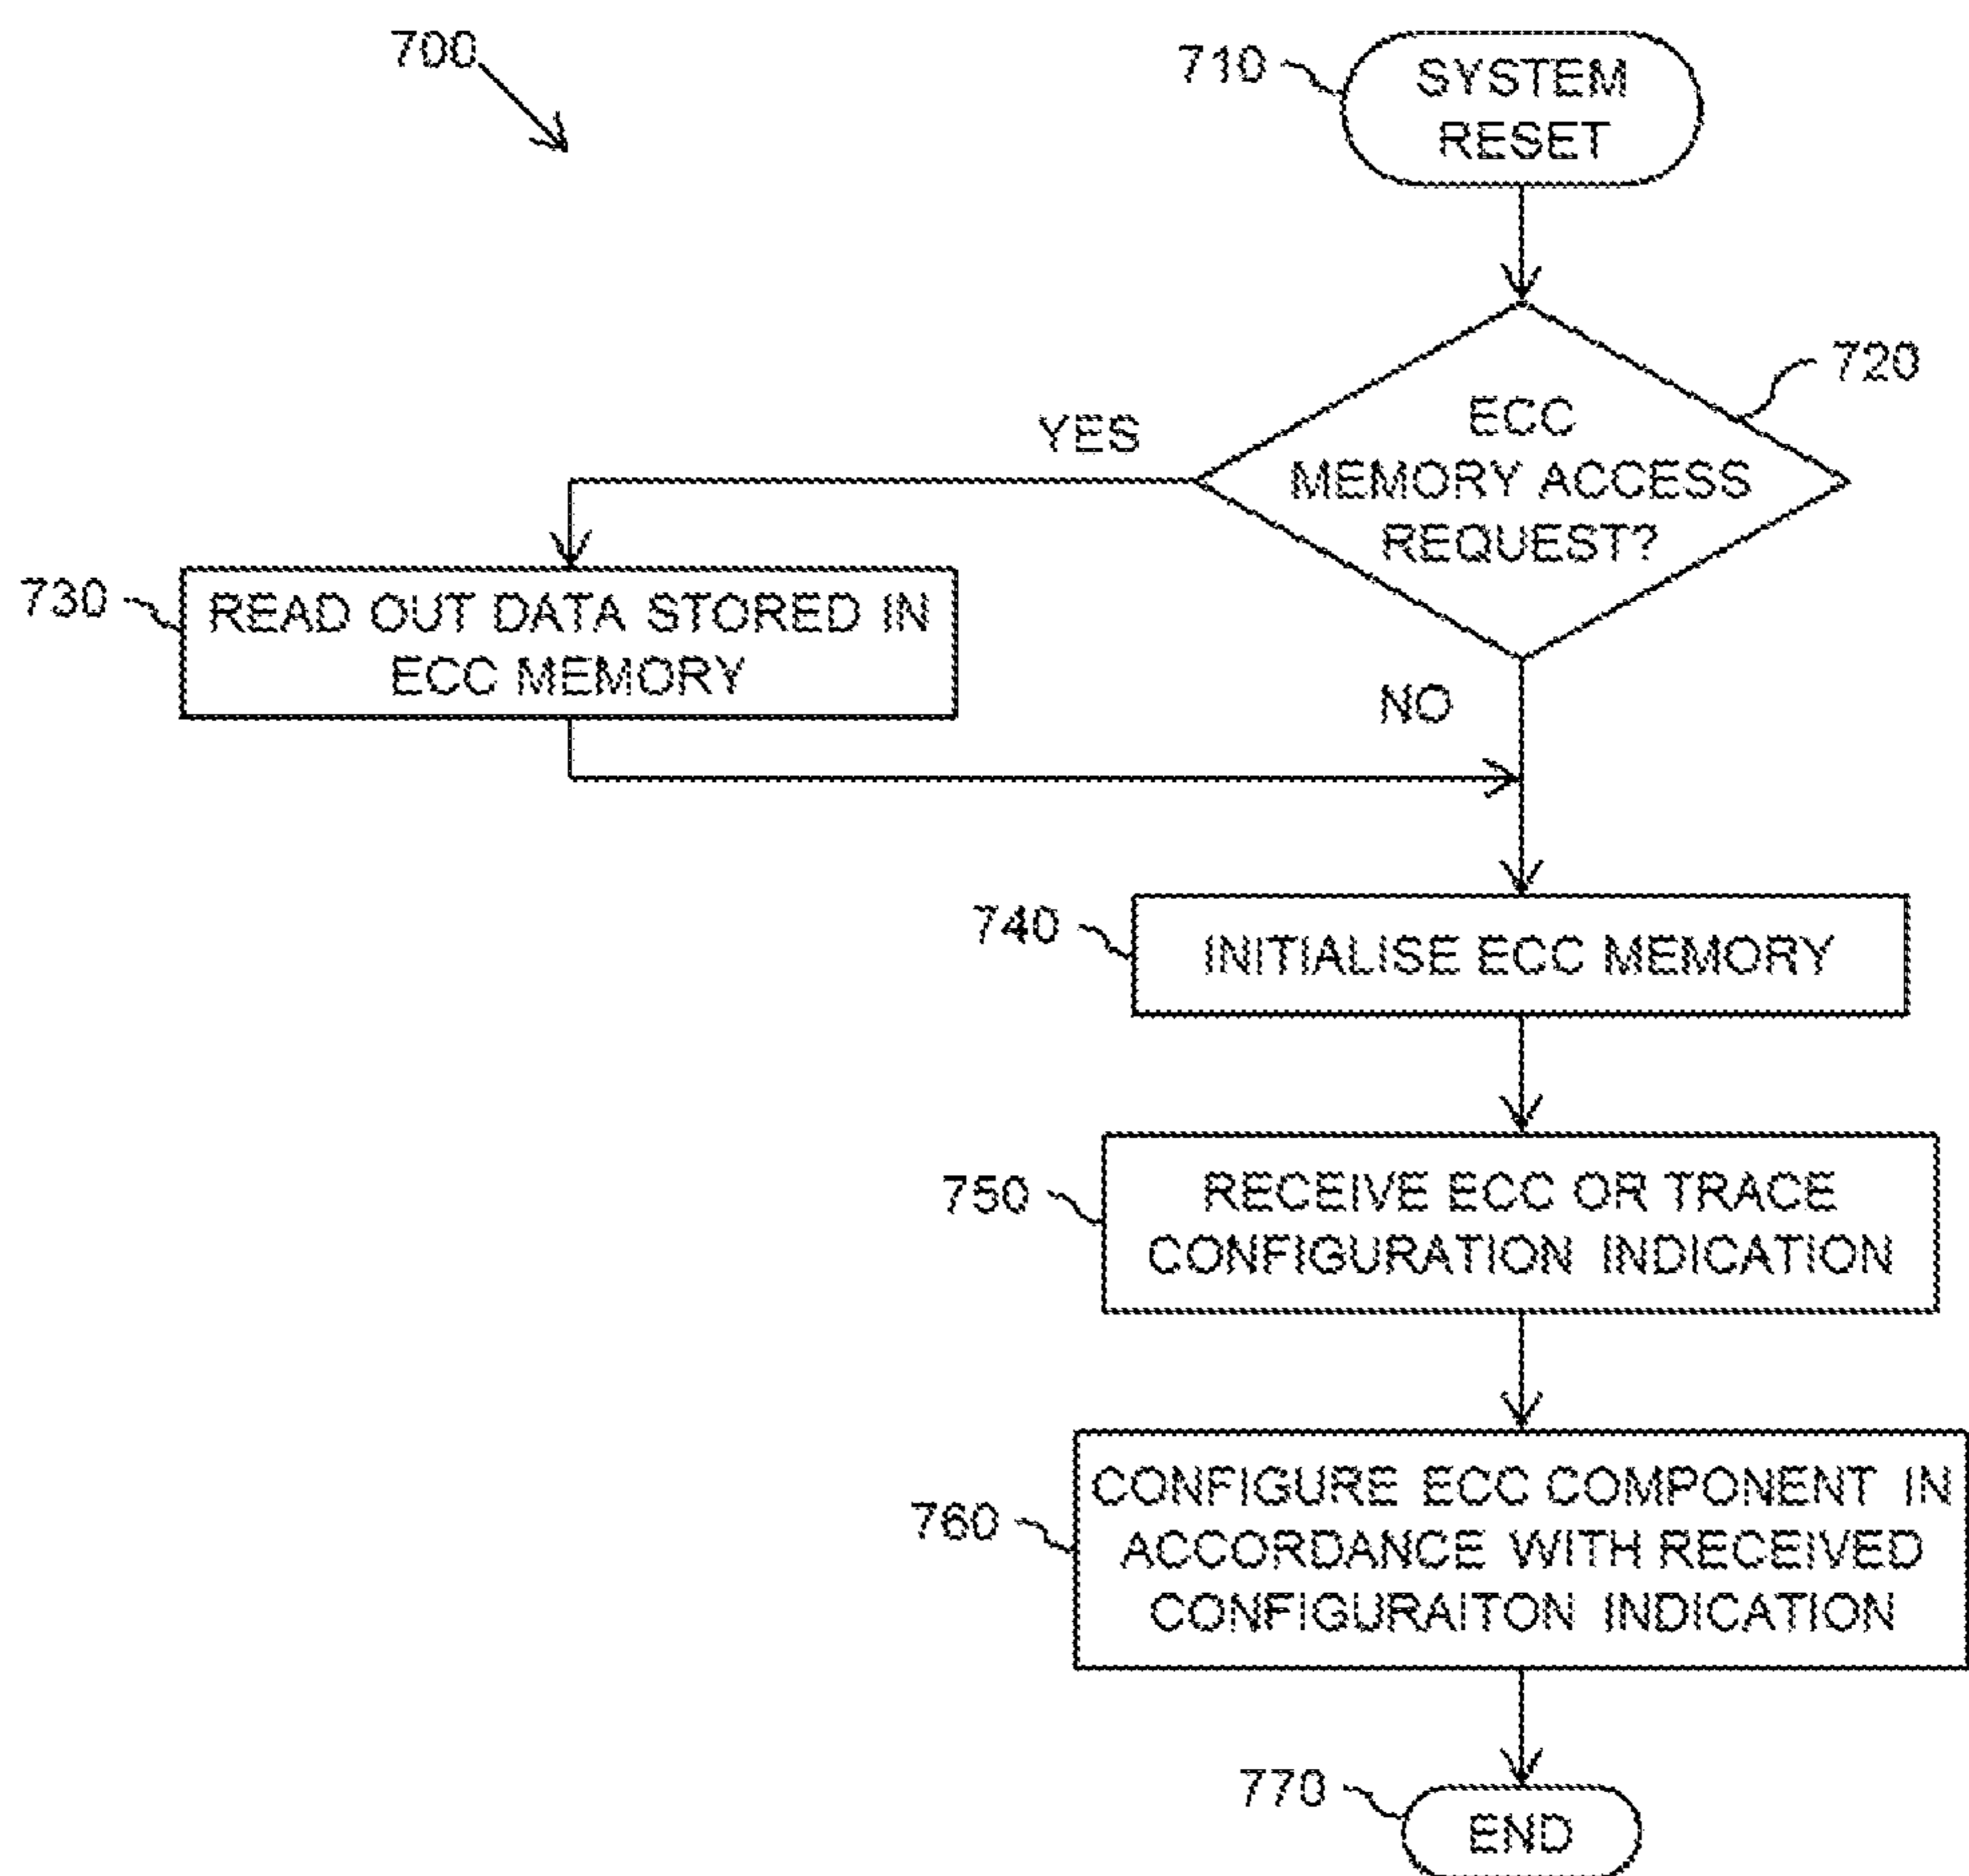 700
710
SYSTEM
RESET
720
ECC
MEMORY ACCESS
REQUEST?
YES
730
READ OUT DATA STORED IN
ECC MEMORY
NO
740
INITIALISE ECC MEMORY
750
RECEIVE ECC OR TRACE
CONFIGURATION INDICATION
760
CONFIGURE ECC COMPONENT IN
ACCORDANCE WITH RECEIVED
CONFIGURAITON INDICATION
770
END